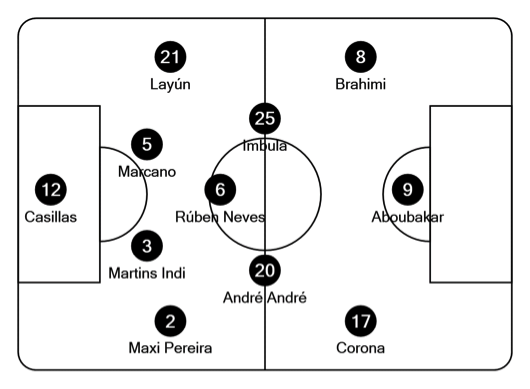 21
Layún
8
Brahimi
25
Imbula
5
Marcano
12
Casillas
6
Rúben Neves
9
Aboubakar
3
Martins Indi
20
André André
2
Maxi Pereira
17
Corona